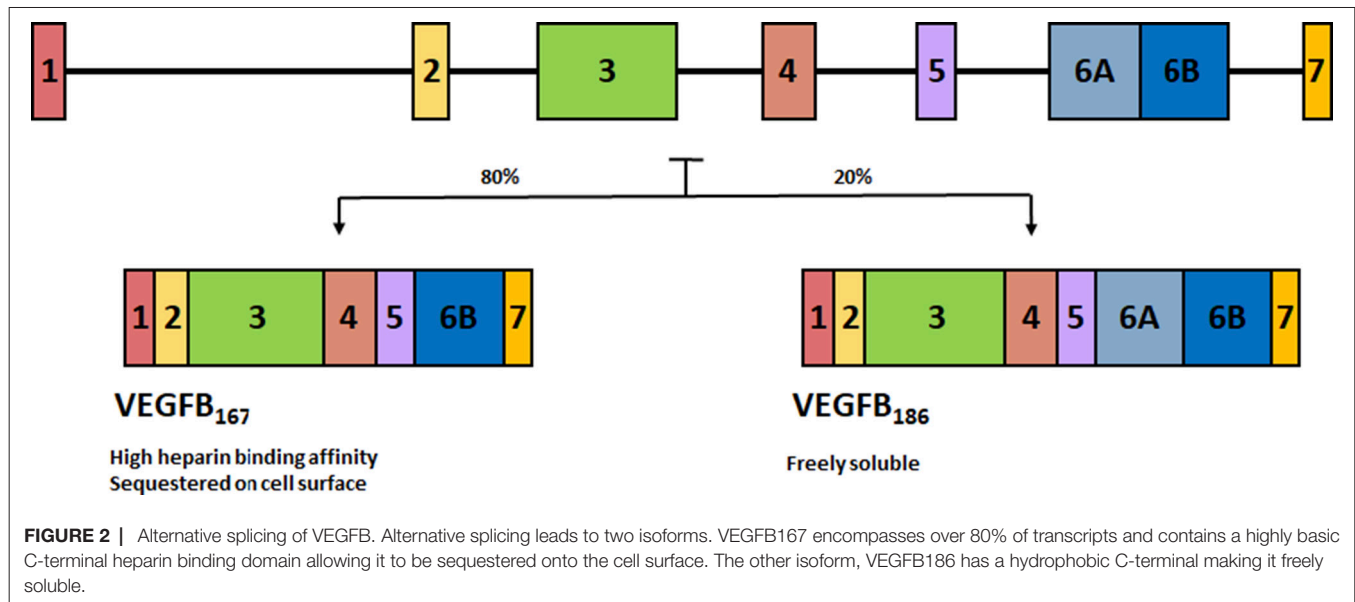 1 2 3 4 5 6A 6B 7
80% 20%
1 2 3 4 5 6B 7
1 2 3 4 5 6A 6B 7
VEGFB167
High heparin binding affinity
Sequestered on cell surface
VEGFB186
Freely soluble
FIGURE 2 | Alternative splicing of VEGFB. Alternative splicing leads to two isoforms. VEGFB167 encompasses over 80% of transcripts and contains a highly basic
C-terminal heparin binding domain allowing it to be sequestered onto the cell surface. The other isoform, VEGFB186 has a hydrophobic C-terminal making it freely
soluble.